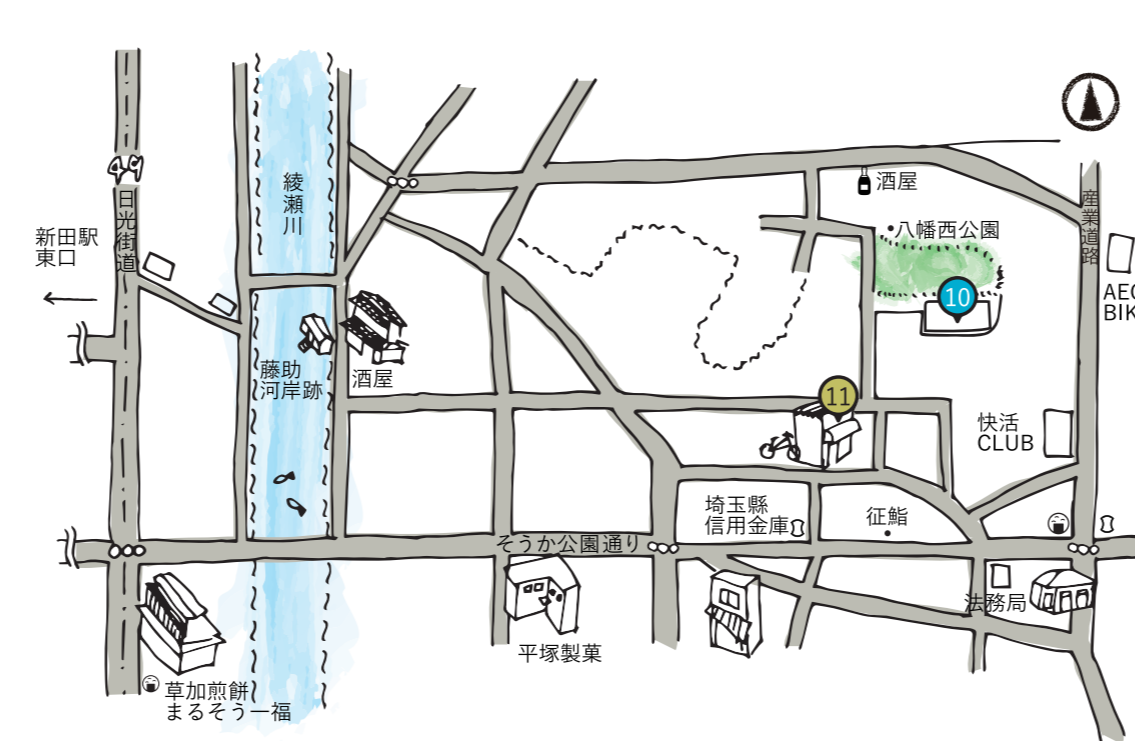 綾瀬川
日光街道
新田駅
東口
酒屋
八幡西公園
産業道路
10
AEO
BIK
藤助
河岸跡
酒屋
11
快活
CLUB
埼玉縣
信用金庫
征鮨
そうか公園通り
法務局
平塚製菓
草加煎餅
まるそう一福